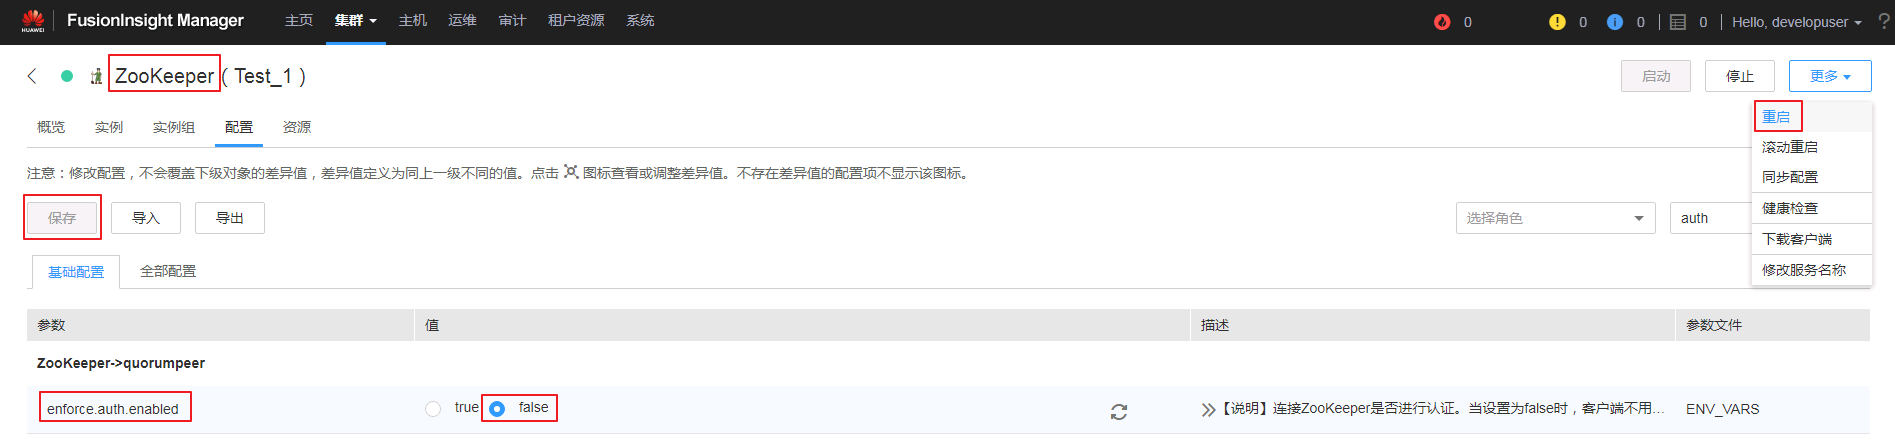 HUAWEI FusionInsight Manager 主页 集群 主机 运维 审计 租户资源 系统 0 0 0 0 Hello, developuser ?
ZooKeeper ( Test_1 ) 启动 停止 更多
概览 实例 实例组 配置 资源
重启
滚动重启
同步配置
健康检查
下载客户端
修改服务名称
注意：修改配置，不会覆盖下级对象的差异值，差异值定义为同上一级不同的值。点击 图标查看或调整差异值。不存在差异值的配置项不显示该图标。
保存 导入 导出 选择角色 auth
基础配置 全部配置
参数 值 描述 参数文件
ZooKeeper->quorumpeer
enforce.auth.enabled true false 【说明】连接ZooKeeper是否进行认证。当设置为false时，客户端不用... ENV_VARS